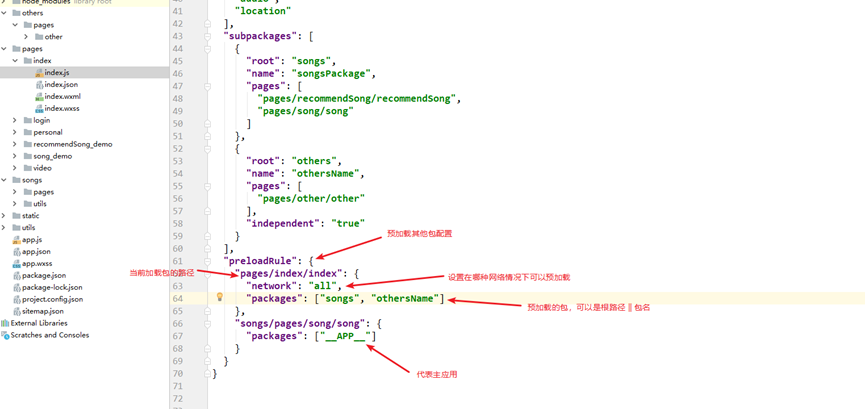 node_modules library root
others
pages
other
pages
index
index.js
index.json
index.wxml
index.wxss
login
personal
recommendSong_demo
song_demo
video
songs
pages
utils
static
utils
app.js
app.json
app.wxss
package.json
package-lock.json
project.config.json
sitemap.json
External Libraries
Scratches and Consoles
41 "location"
42 ],
43 "subpackages": [
44 {
45 "root": "songs",
46 "name": "songsPackage",
47 "pages": [
48 "pages/recommendSong/recommendSong",
49 "pages/song/song"
50 ]
51 },
52 {
53 "root": "others",
54 "name": "othersName",
55 "pages": [
56 "pages/other/other"
57 ],
58 "independent": "true"
59 }
60 ],
61 "preloadRule": {
预加载其他包配置
当前加载包的路径
"pages/index/index": {
63 "network": "all",
设置在哪种网络情况下可以预加载
64 "packages": ["songs", "othersName"]
预加载的包，可以是根路径 || 包名
65 },
66 "songs/pages/song/song": {
67 "packages": ["__APP__"]
68 }
代表主应用
69 }
70 }
71
72